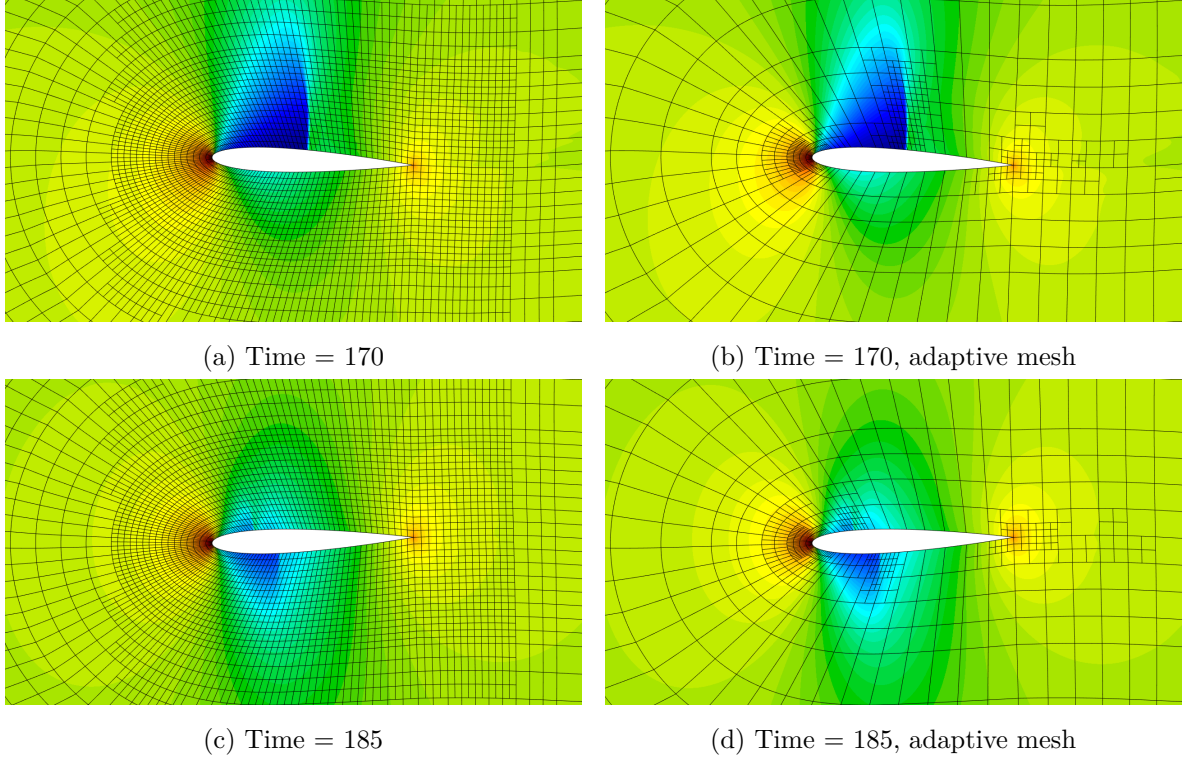 (a) Time = 170
(b) Time = 170, adaptive mesh
(c) Time = 185
(d) Time = 185, adaptive mesh